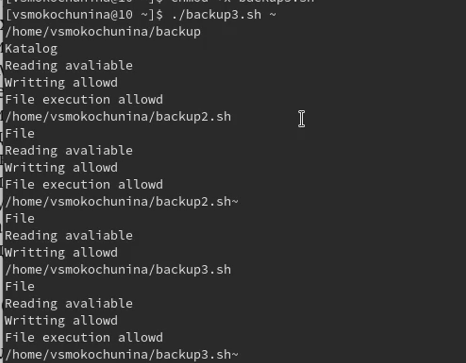 [vsmokochunina@10 ~]$ ./backup3.sh ~
/home/vsmokochunina/backup
Katalog
Reading avaliable
Writting allowd
File execution allowd
/home/vsmokochunina/backup2.sh
File
Reading avaliable
Writting allowd
File execution allowd
/home/vsmokochunina/backup2.sh~
File
Reading avaliable
Writting allowd
/home/vsmokochunina/backup3.sh
File
Reading avaliable
Writting allowd
File execution allowd
/home/vsmokochunina/backup3.sh~